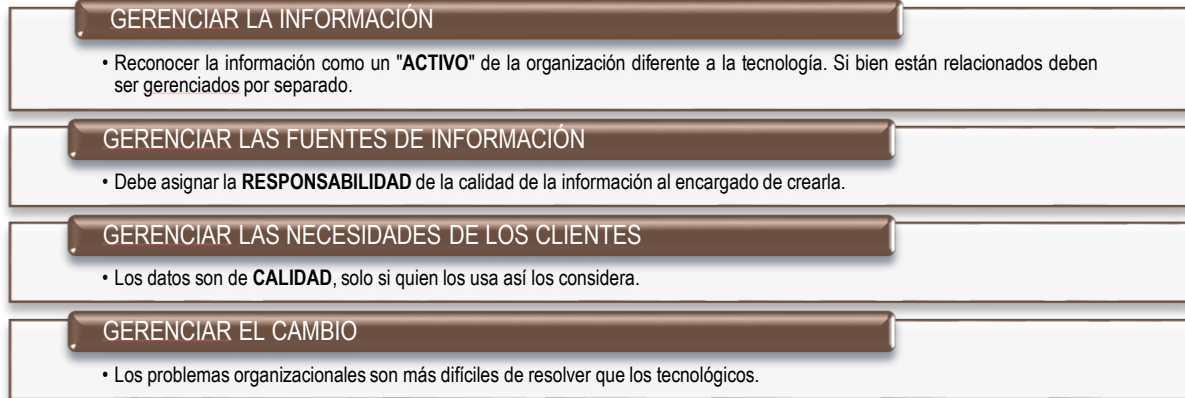 GERENCIAR LA INFORMACIÓN
• Reconocer la información como un "ACTIVO" de la organización diferente a la tecnología. Si bien están relacionados deben
ser gerenciados por separado.
GERENCIAR LAS FUENTES DE INFORMACIÓN
• Debe asignar la RESPONSABILIDAD de la calidad de la información al encargado de crearla.
GERENCIAR LAS NECESIDADES DE LOS CLIENTES
• Los datos son de CALIDAD, solo si quien los usa así los considera.
GERENCIAR EL CAMBIO
• Los problemas organizacionales son más difíciles de resolver que los tecnológicos.